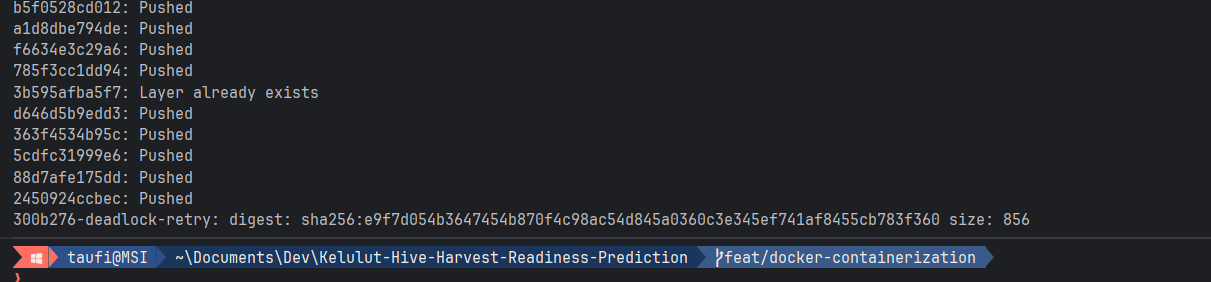 b5f0528cd012: Pushed
a1d8dbe794de: Pushed
f6634e3c29a6: Pushed
785f3cc1dd94: Pushed
3b595afba5f7: Layer already exists
d646d5b9edd3: Pushed
363f4534b95c: Pushed
5cdfc31999e6: Pushed
88d7afe175dd: Pushed
2450924ccbec: Pushed
300b276-deadlock-retry: digest: sha256:e9f7d054b3647454b870f4c98ac54d845a0360c3e345ef741af8455cb783f360 size: 856
taufi@MSI ~\Documents\Dev\Kelulut-Hive-Harvest-Readiness-Prediction feat/docker-containerization